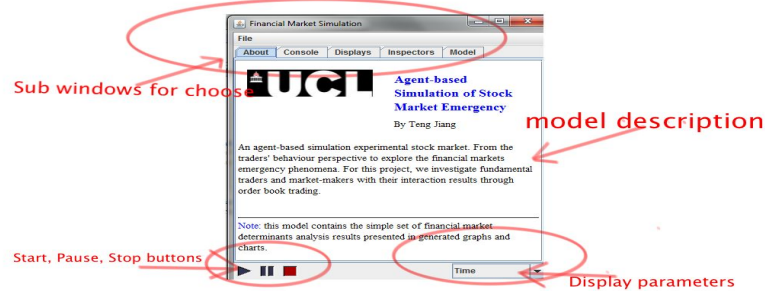 Financial Market Simulation
File
About Console Displays Inspectors Model
Sub windows for choose
UCL
Agent-based
Simulation of Stock
Market Emergency
By Teng Jiang
model description
An agent-based simulation experimental stock market. From the
traders' behaviour perspective to explore the financial markets
emergency phenomena. For this project, we investigate fundamental
traders and market-makers with their interaction results through
order book trading.
Note: this model contains the simple set of financial market
determinants analysis results presented in generated graphs and
charts.
Start, Pause, Stop buttons
Time
Display parameters